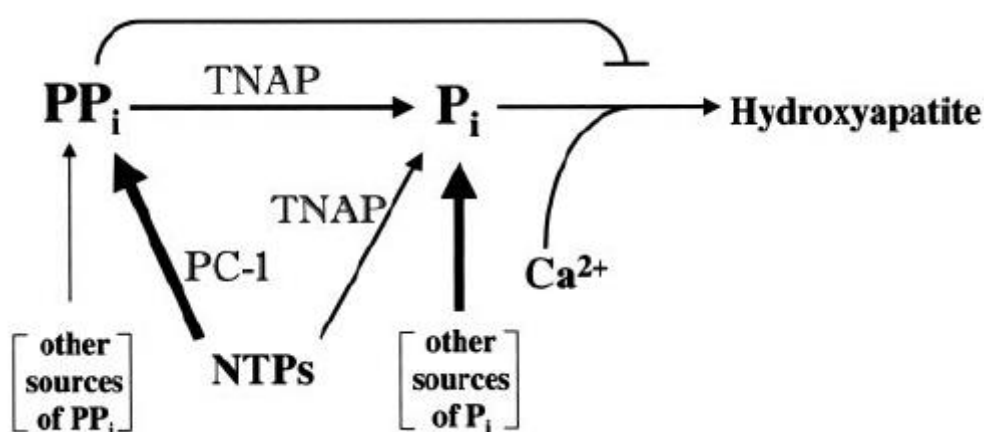 TNAP
PPi
Pi
Hydroxyapatite
TNAP
PC-1
Ca2+
other
sources
of PPi
NTPs
other
sources
of Pi